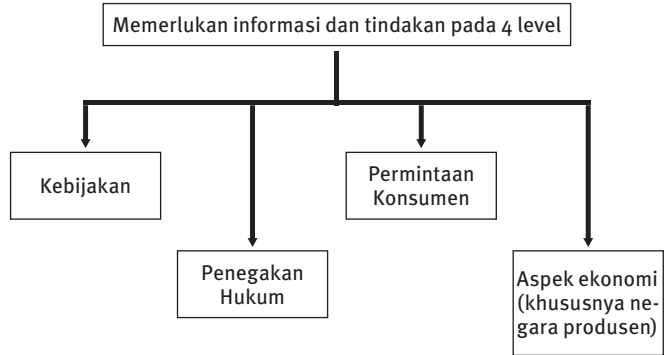 Memerlukan informasi dan tindakan pada 4 level
Kebijakan
Permintaan
Konsumen
Penegakan
Hukum
Aspek ekonomi
(khususnya ne-
gara produsen)